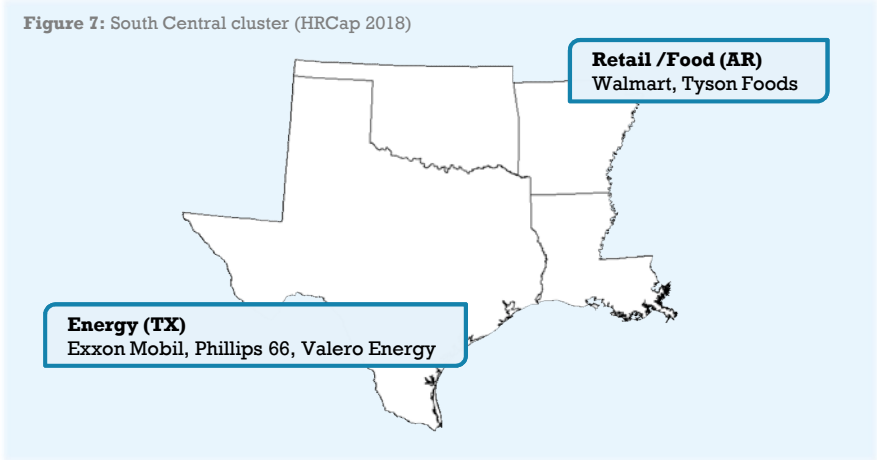 Figure 7: South Central cluster (HRCap 2018)
Retail /Food (AR)
Walmart, Tyson Foods
Energy (TX)
Exxon Mobil, Phillips 66, Valero Energy